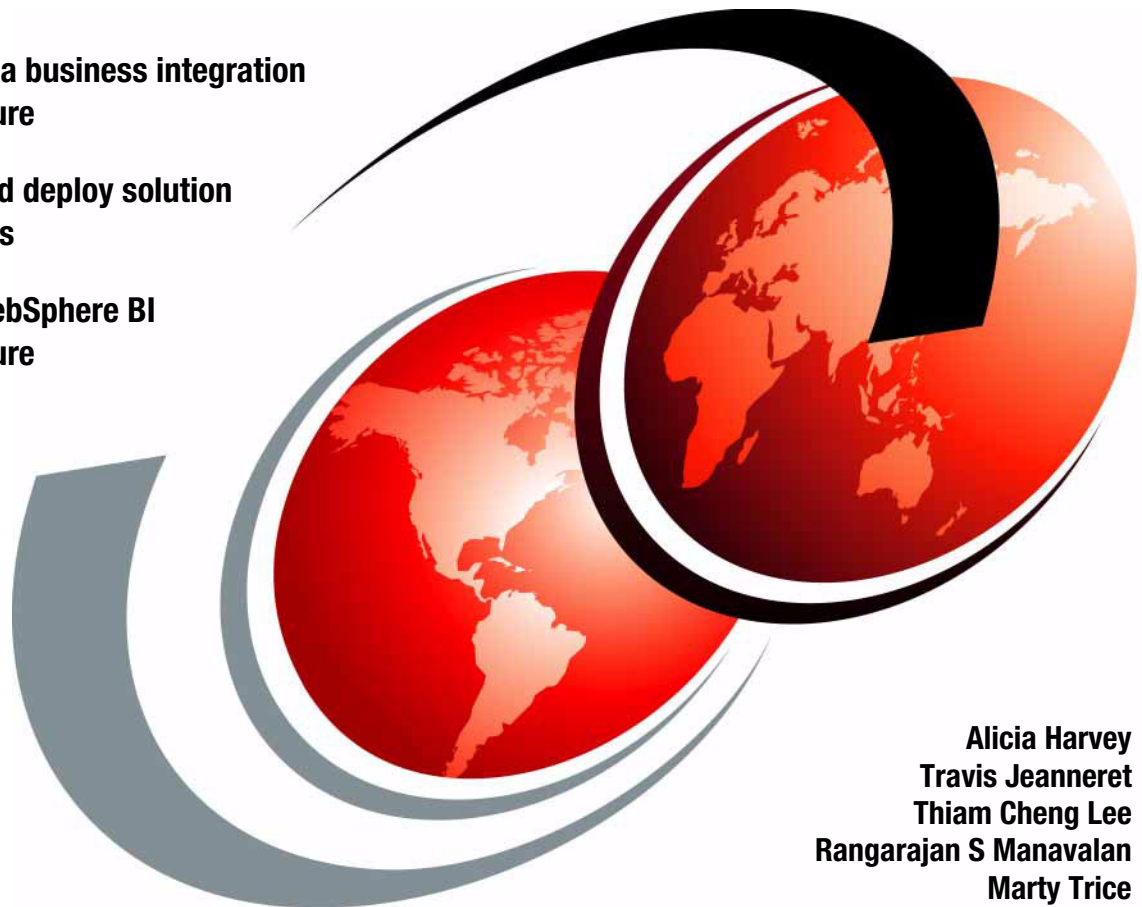 a business integration
ure
d deploy solution
s
ebSphere BI
ure
Alicia Harvey
Travis Jeanneret
Thiam Cheng Lee
Rangarajan S Manavalan
Marty Trice